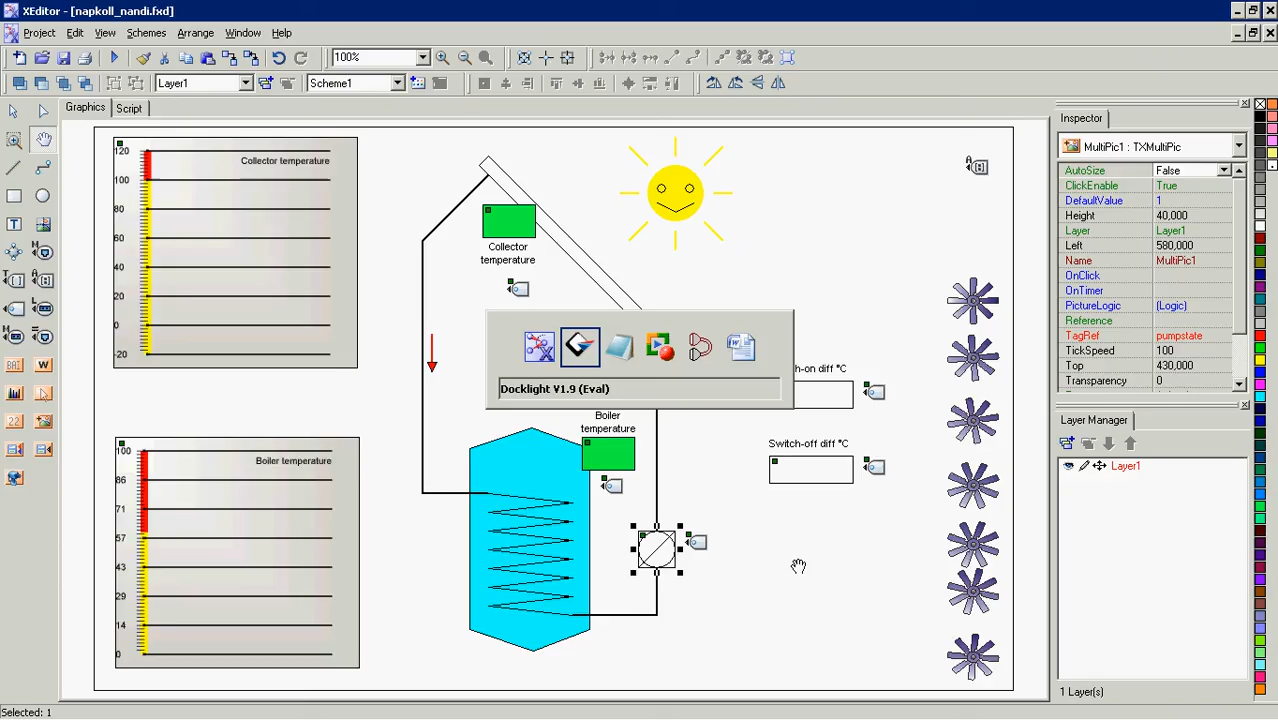 XEditor - [napkoll_nandi.fxd]
Project Edit View Schemes Arrange Window Help
100%
Layer1
Scheme1
Graphics Script
Collector temperature
120
100
80
60
40
20
0
-20
Collector
temperature
Docklight V1.9 (Eval)
h-on diff °C
Boiler
temperature
Switch-off diff °C
Boiler temperature
100
86
71
57
43
29
14
0
A
Inspector
MultiPic1 : TXMultiPic
AutoSize False
ClickEnable True
DefaultValue 1
Height 40,000
Layer Layer1
Left 580,000
Name MultiPic1
OnClick
OnTimer
PictureLogic (Logic)
Reference
TagRef pumpstate
TickSpeed 100
Top 430,000
Transparency 0
Layer Manager
Layer1
1 Layer(s)
Selected: 1